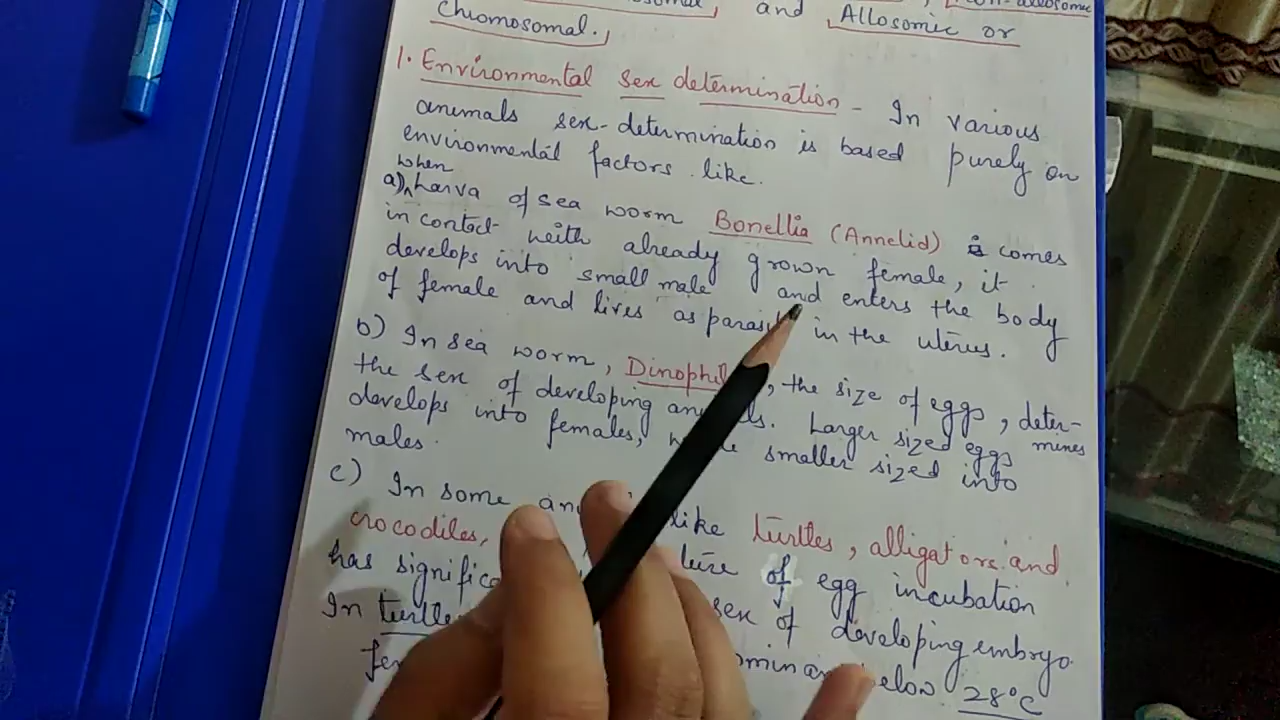 and Allosomic or
Chromosomal.
1. Environmental sex determination - In various
animals sex-determination is based purely on
environmental factors like.
a) when Larva of sea worm Bonellia (Annelid) comes
in contact with already grown female, it
develops into small male and enters the body
of female and lives as in the uterus.
b) In sea worm, , the size of eggs, deter-
the sex of developing Larger sized eggs mines
develops into females, smaller sized into
males.
c) In some like turtles, alligators and
crocodiles,
has of egg incubation
In sex of developing embryo.
below 28°C